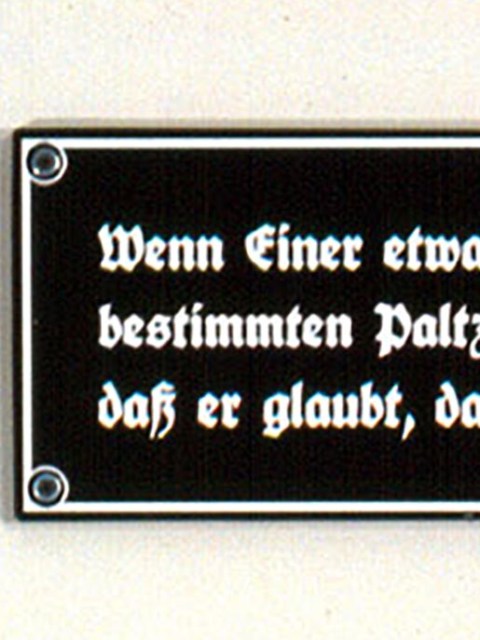 Wenn Einer etwa
bestimmten Paltz
daß er glaubt, da